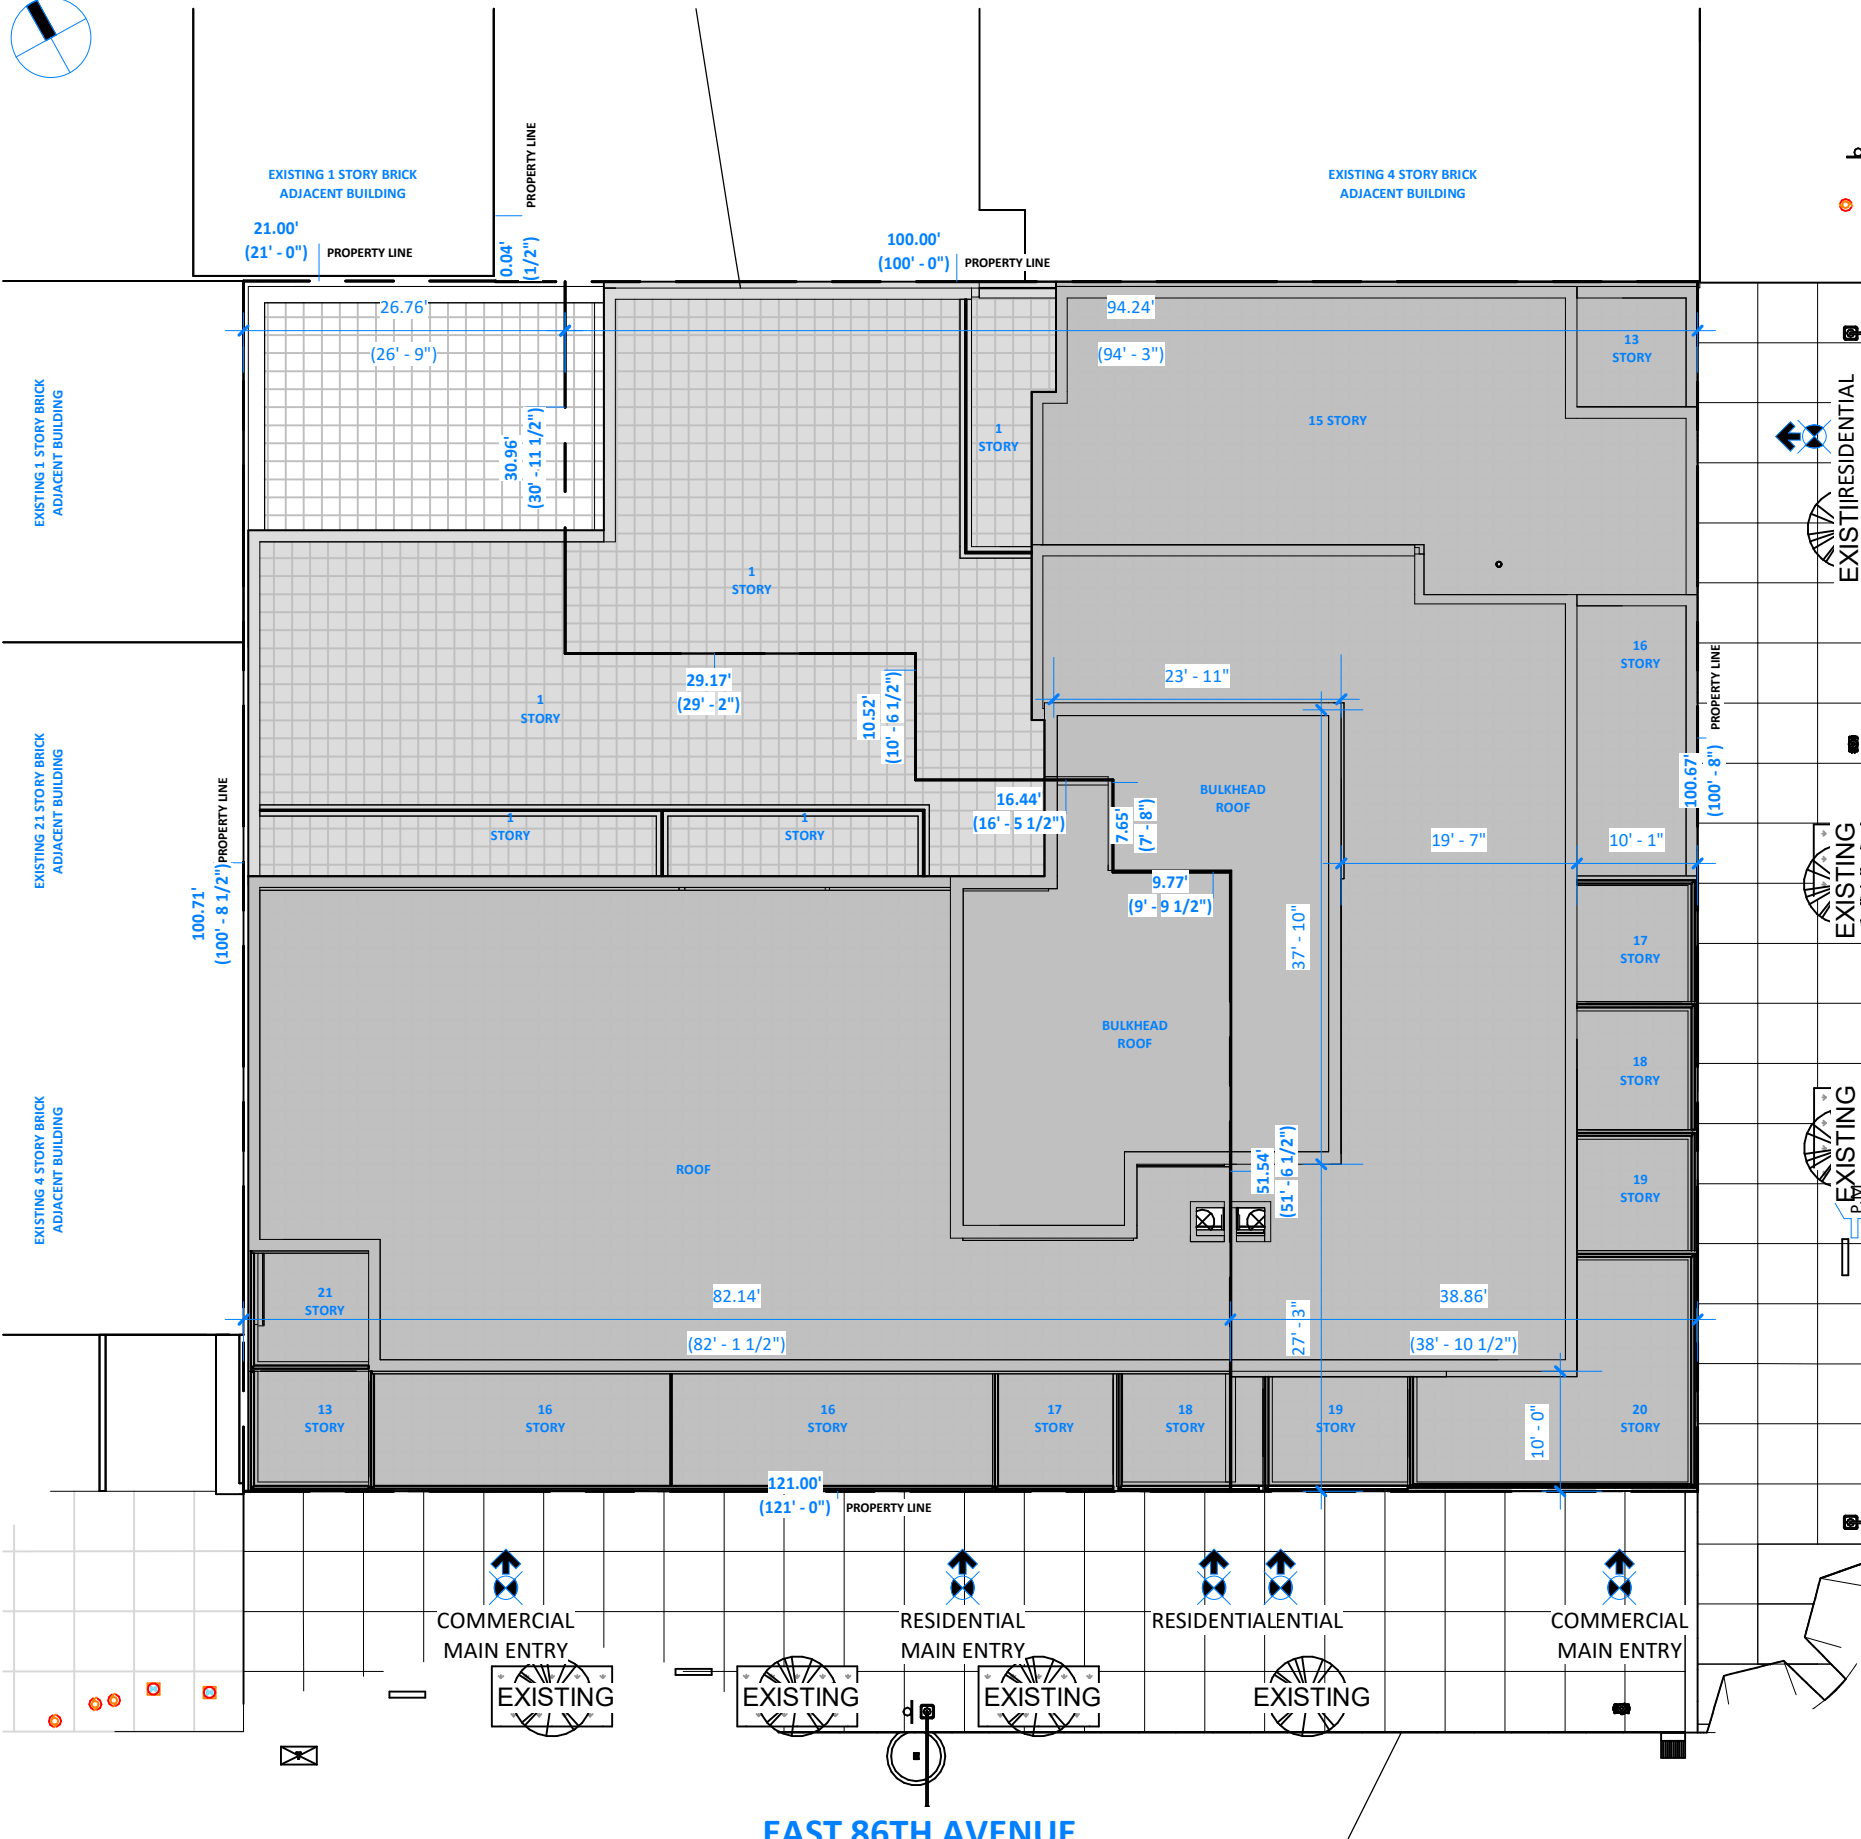 PROPERTY LINE
EXISTING 1 STORY BRICK
ADJACENT BUILDING
EXISTING 4 STORY BRICK
ADJACENT BUILDING
21.00'
(21' - 0")
PROPERTY LINE
0.04'
(1/2")
100.00'
(100' - 0")
PROPERTY LINE
26.76'
(26' - 9")
94.24'
(94' - 3")
13
STORY
EXISTING 1 STORY BRICK
ADJACENT BUILDING
30.96'
(30' - 11 1/2")
1
STORY
15 STORY
RESIDENTIAL
1
STORY
16
STORY
29.17'
(29' - 2")
10.52'
(10' - 6 1/2")
1
STORY
23' - 11"
PROPERTY LINE
100.67'
(100' - 8")
EXISTING 21 STORY BRICK
ADJACENT BUILDING
PROPERTY LINE
100.71'
(100' - 8 1/2")
1
STORY
1
STORY
16.44'
(16' - 5 1/2")
7.65'
(7' - 8")
BULKHEAD
ROOF
19' - 7"
10' - 1"
EXISTING
9.77'
(9' - 9 1/2")
37' - 10"
17
STORY
BULKHEAD
ROOF
18
STORY
EXISTING 4 STORY BRICK
ADJACENT BUILDING
ROOF
51.54'
(51' - 6 1/2")
19
STORY
EXISTING
21
STORY
82.14'
(82' - 1 1/2")
27' - 3"
38.86'
(38' - 10 1/2")
13
STORY
16
STORY
16
STORY
17
STORY
18
STORY
19
STORY
10' - 0"
20
STORY
121.00'
(121' - 0")
PROPERTY LINE
COMMERCIAL
MAIN ENTRY
RESIDENTIAL
MAIN ENTRY
RESIDENTIALENTIAL
COMMERCIAL
MAIN ENTRY
EXISTING
EXISTING
EXISTING
EXISTING
EAST 86TH AVENUE